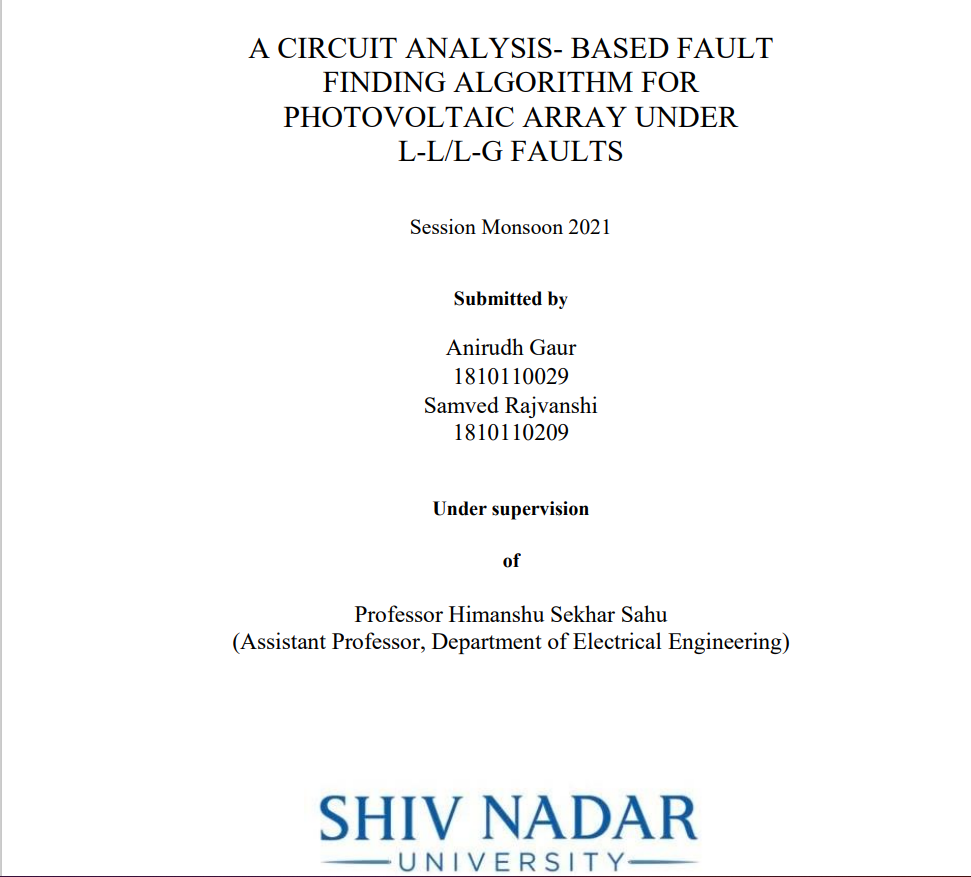 A CIRCUIT ANALYSIS- BASED FAULT
FINDING ALGORITHM FOR
PHOTOVOLTAIC ARRAY UNDER
L-L/L-G FAULTS
Session Monsoon 2021
Submitted by
Anirudh Gaur
1810110029
Samved Rajvanshi
1810110209
Under supervision
of
Professor Himanshu Sekhar Sahu
(Assistant Professor, Department of Electrical Engineering)
SHIV NADAR
UNIVERSITY